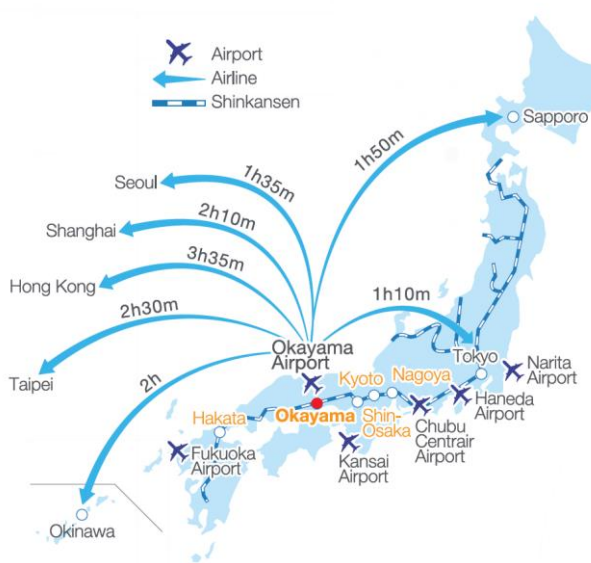 Airport
Airline
Shinkansen
Sapporo
1h50m
Seoul
1h35m
Shanghai
2h10m
Hong Kong
3h35m
Taipei
2h30m
2h
1h10m
Okayama
Airport
Tokyo
Narita
Airport
Haneda
Airport
Kyoto
Nagoya
Okayama
Shin-
Osaka
Chubu
Centrair
Airport
Hakata
Fukuoka
Airport
Kansai
Airport
Okinawa